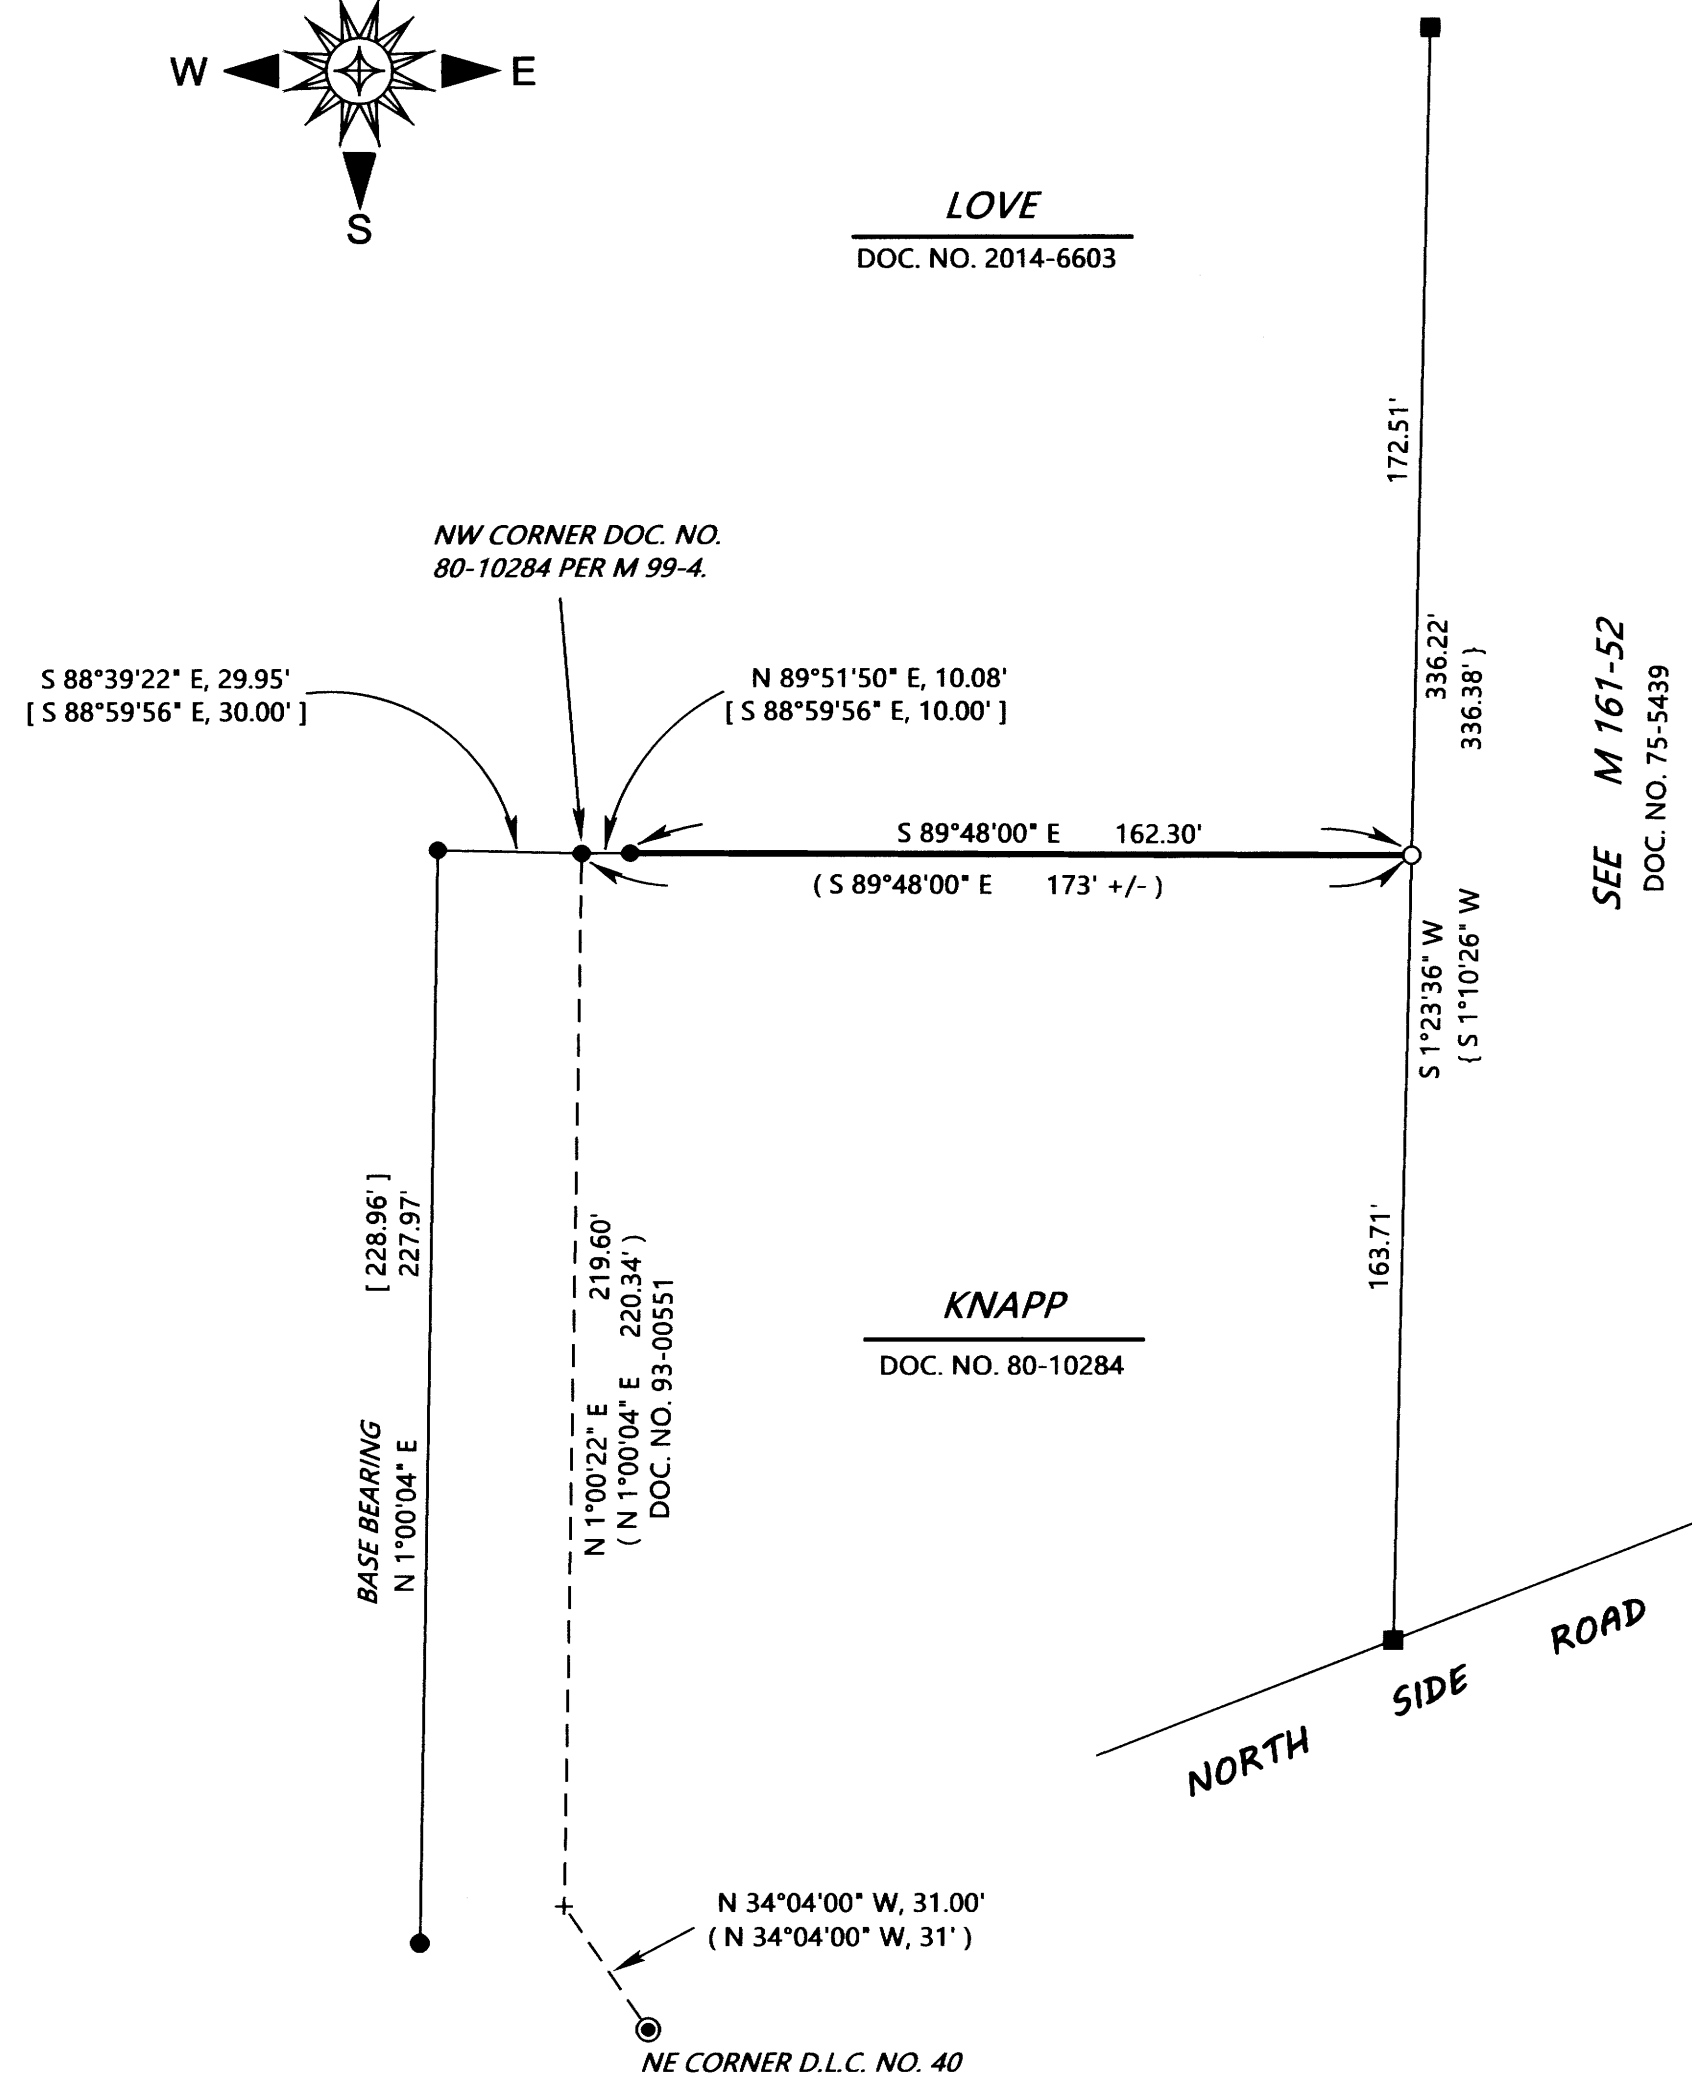 W
E
S
LOVE
DOC. NO. 2014-6603
172.51'
NW CORNER DOC. NO.
80-10284 PER M 99-4.
S 88°39'22" E, 29.95'
[ S 88°59'56" E, 30.00' ]
N 89°51'50" E, 10.08'
[ S 88°59'56" E, 10.00' ]
S 89°48'00" E 162.30'
( S 89°48'00" E 173' +/- )
S 1°23'36" W 336.22'
{ S 1°10'26" W 336.38' }
SEE M 161-52
DOC. NO. 75-5439
[ 228.96' ]
227.97'
BASE BEARING
N 1°00'04" E
N 1°00'22" E 219.60'
( N 1°00'04" E 220.34' )
DOC. NO. 93-00551
163.71'
KNAPP
DOC. NO. 80-10284
NORTH SIDE ROAD
N 34°04'00" W, 31.00'
( N 34°04'00" W, 31' )
NE CORNER D.L.C. NO. 40